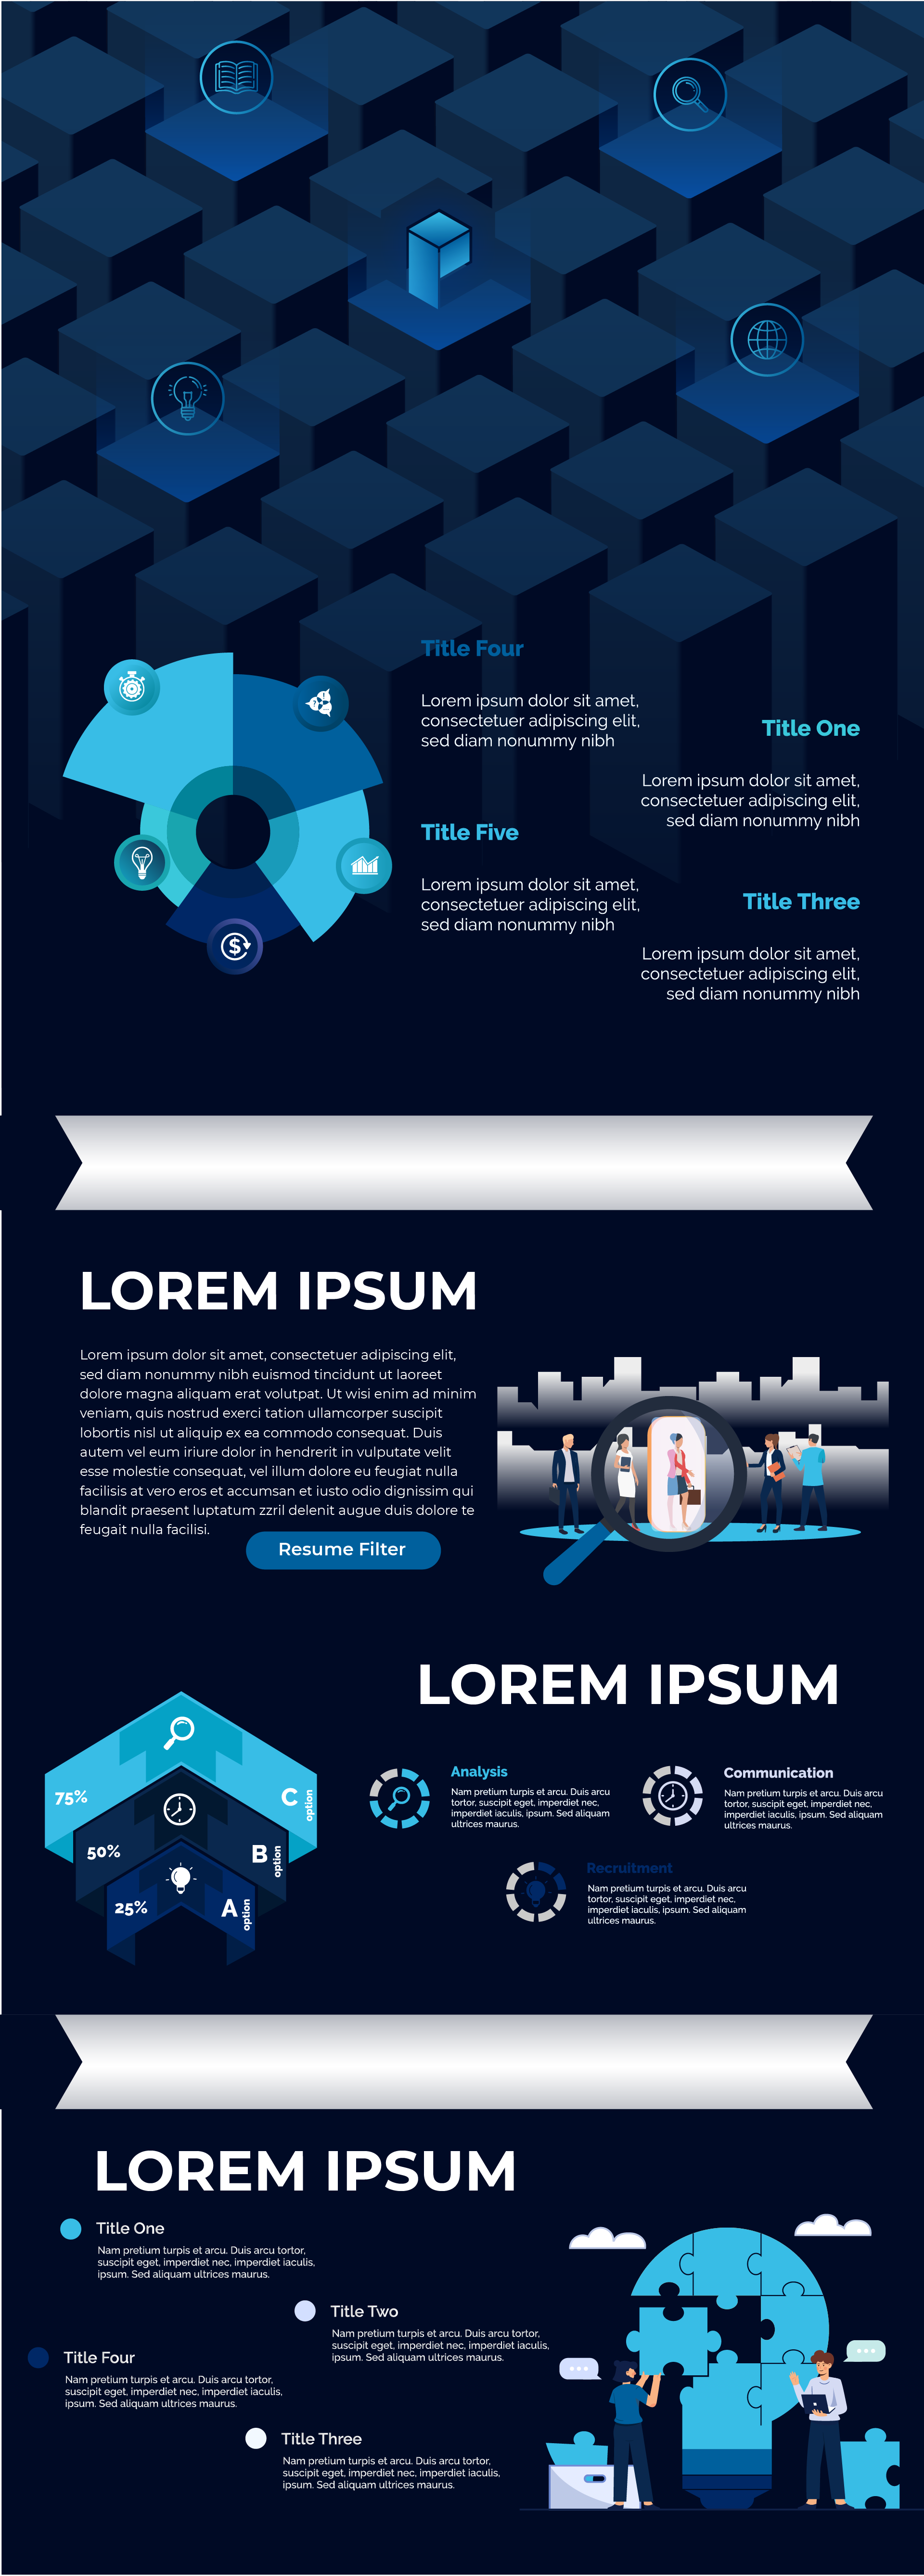 Title Four
Lorem ipsum dolor sit amet,
consectetuer adipiscing elit,
sed diam nonummy nibh
Title One
Lorem ipsum dolor sit amet,
consectetuer adipiscing elit,
sed diam nonummy nibh
Title Five
Lorem ipsum dolor sit amet,
consectetuer adipiscing elit,
sed diam nonummy nibh
Title Three
Lorem ipsum dolor sit amet,
consectetuer adipiscing elit,
sed diam nonummy nibh
LOREM IPSUM
Lorem ipsum dolor sit amet, consectetuer adipiscing elit,
sed diam nonummy nibh euismod tincidunt ut laoreet
dolore magna aliquam erat volutpat. Ut wisi enim ad minim
veniam, quis nostrud exerci tation ullamcorper suscipit
lobortis nisl ut aliquip ex ea commodo consequat. Duis
autem vel eum iriure dolor in hendrerit in vulputate velit
esse molestie consequat, vel illum dolore eu feugiat nulla
facilisis at vero eros et accumsan et iusto odio dignissim qui
blandit praesent luptatum zzril delenit augue duis dolore te
feugait nulla facilisi.
Resume Filter
LOREM IPSUM
75%
C
option
50%
B
option
25%
A
option
Analysis
Nam pretium turpis et arcu. Duis arcu
tortor, suscipit eget, imperdiet nec,
imperdiet iaculis, ipsum. Sed aliquam
ultrices maurus.
Communication
Nam pretium turpis et arcu. Duis arcu
tortor, suscipit eget, imperdiet nec,
imperdiet iaculis, ipsum. Sed aliquam
ultrices maurus.
Recruitment
Nam pretium turpis et arcu. Duis arcu
tortor, suscipit eget, imperdiet nec,
imperdiet iaculis, ipsum. Sed aliquam
ultrices maurus.
LOREM IPSUM
Title One
Nam pretium turpis et arcu. Duis arcu tortor,
suscipit eget, imperdiet nec, imperdiet iaculis,
ipsum. Sed aliquam ultrices maurus.
Title Two
Nam pretium turpis et arcu. Duis arcu tortor,
suscipit eget, imperdiet nec, imperdiet iaculis,
ipsum. Sed aliquam ultrices maurus.
Title Four
Nam pretium turpis et arcu. Duis arcu tortor,
suscipit eget, imperdiet nec, imperdiet iaculis,
ipsum. Sed aliquam ultrices maurus.
Title Three
Nam pretium turpis et arcu. Duis arcu tortor,
suscipit eget, imperdiet nec, imperdiet iaculis,
ipsum. Sed aliquam ultrices maurus.